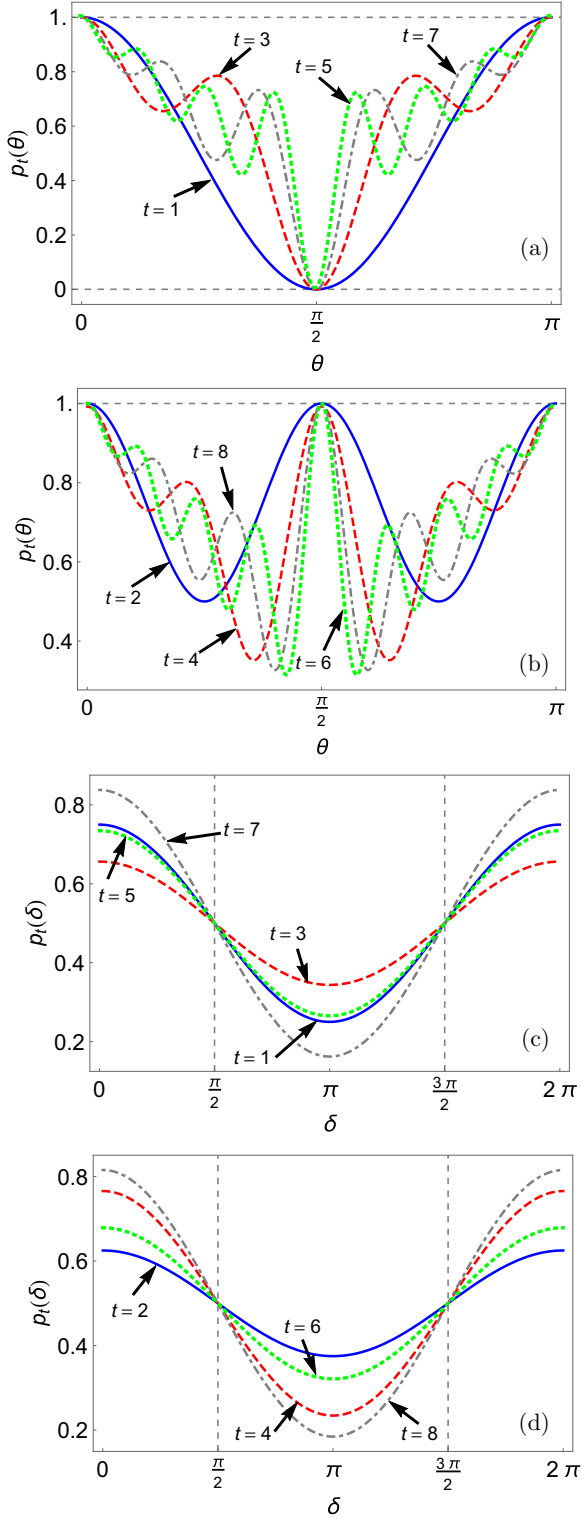 1.
0.8
0.6
0.4
0.2
0
p_t(θ)
t = 3
t = 7
t = 5
t = 1
(a)
0 π/2 π
θ
1.
0.8
0.6
0.4
p_t(θ)
t = 8
t = 2
t = 4
t = 6
(b)
0 π/2 π
θ
0.8
0.6
0.4
0.2
p_t(δ)
t = 7
t = 5
t = 3
t = 1
(c)
0 π/2 π 3π/2 2π
δ
0.8
0.6
0.4
0.2
p_t(δ)
t = 2
t = 6
t = 4
t = 8
(d)
0 π/2 π 3π/2 2π
δ